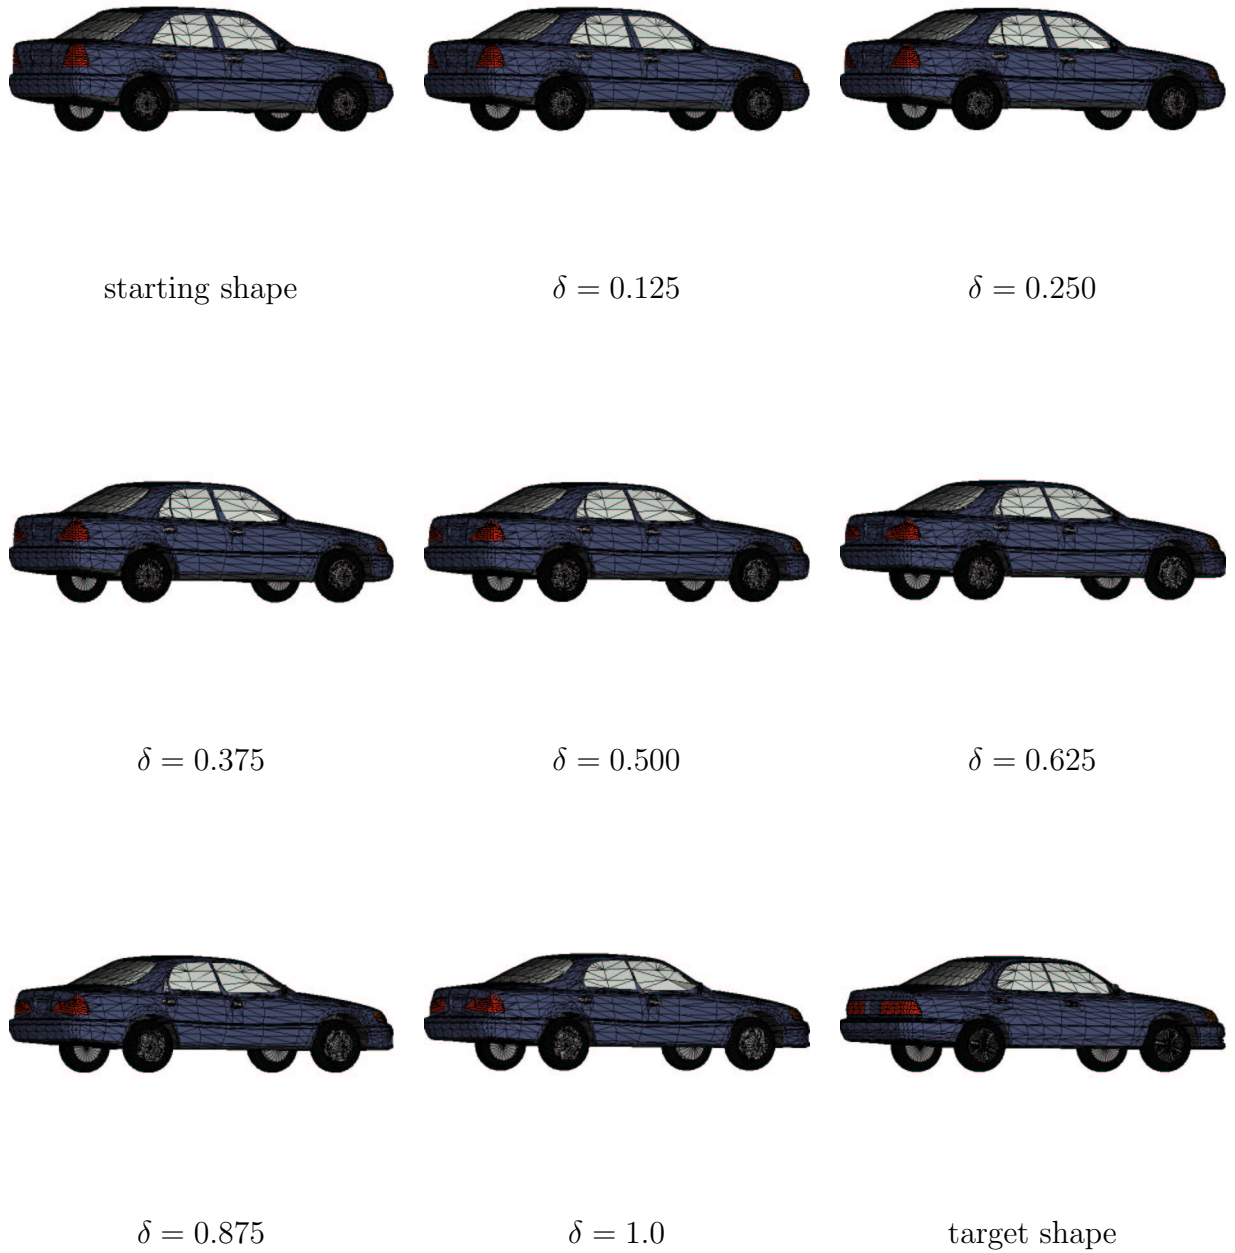 starting shape
δ = 0.125
δ = 0.250
δ = 0.375
δ = 0.500
δ = 0.625
δ = 0.875
δ = 1.0
target shape